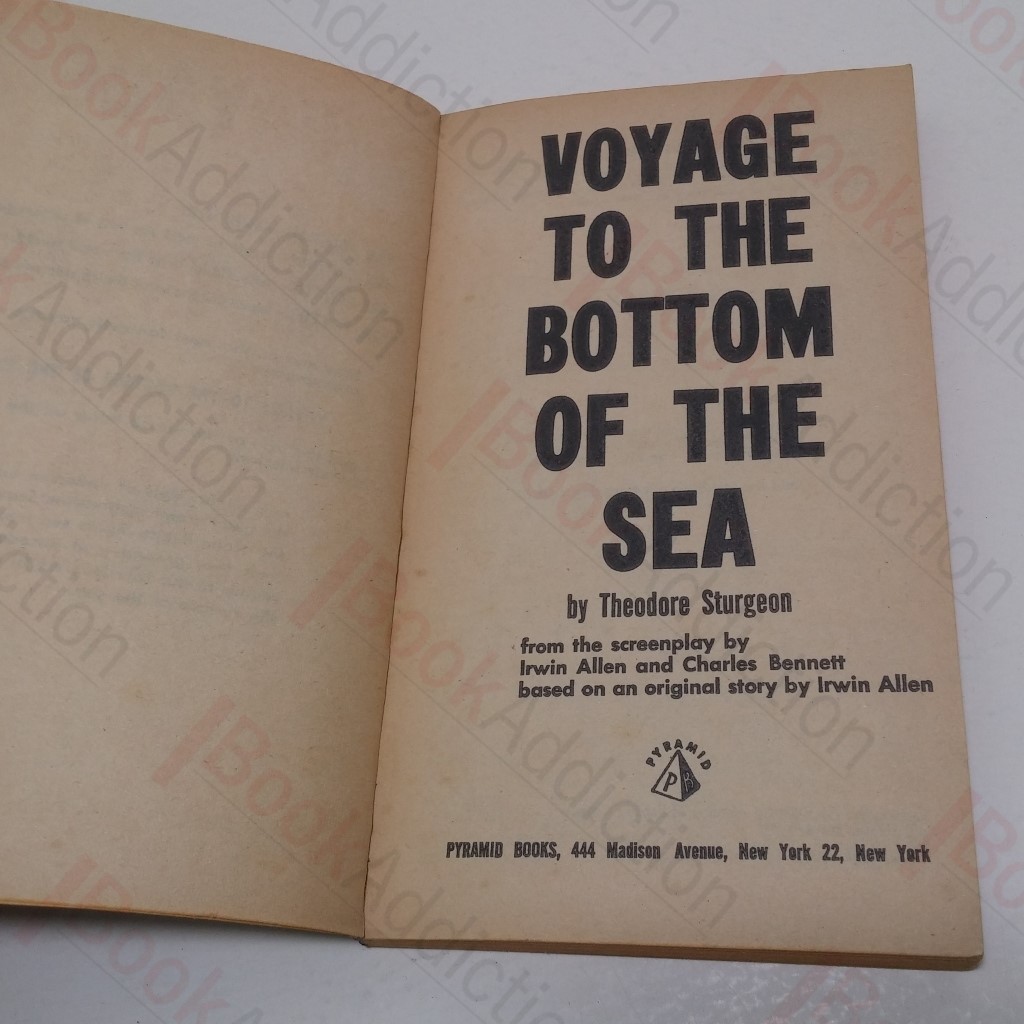 VOYAGE
TO THE
BOTTOM
OF THE
SEA
by Theodore Sturgeon
from the screenplay by
Irwin Allen and Charles Bennett
based on an original story by Irwin Allen
PYRAMID
P B
PYRAMID BOOKS, 444 Madison Avenue, New York 22, New York
BookAddiction